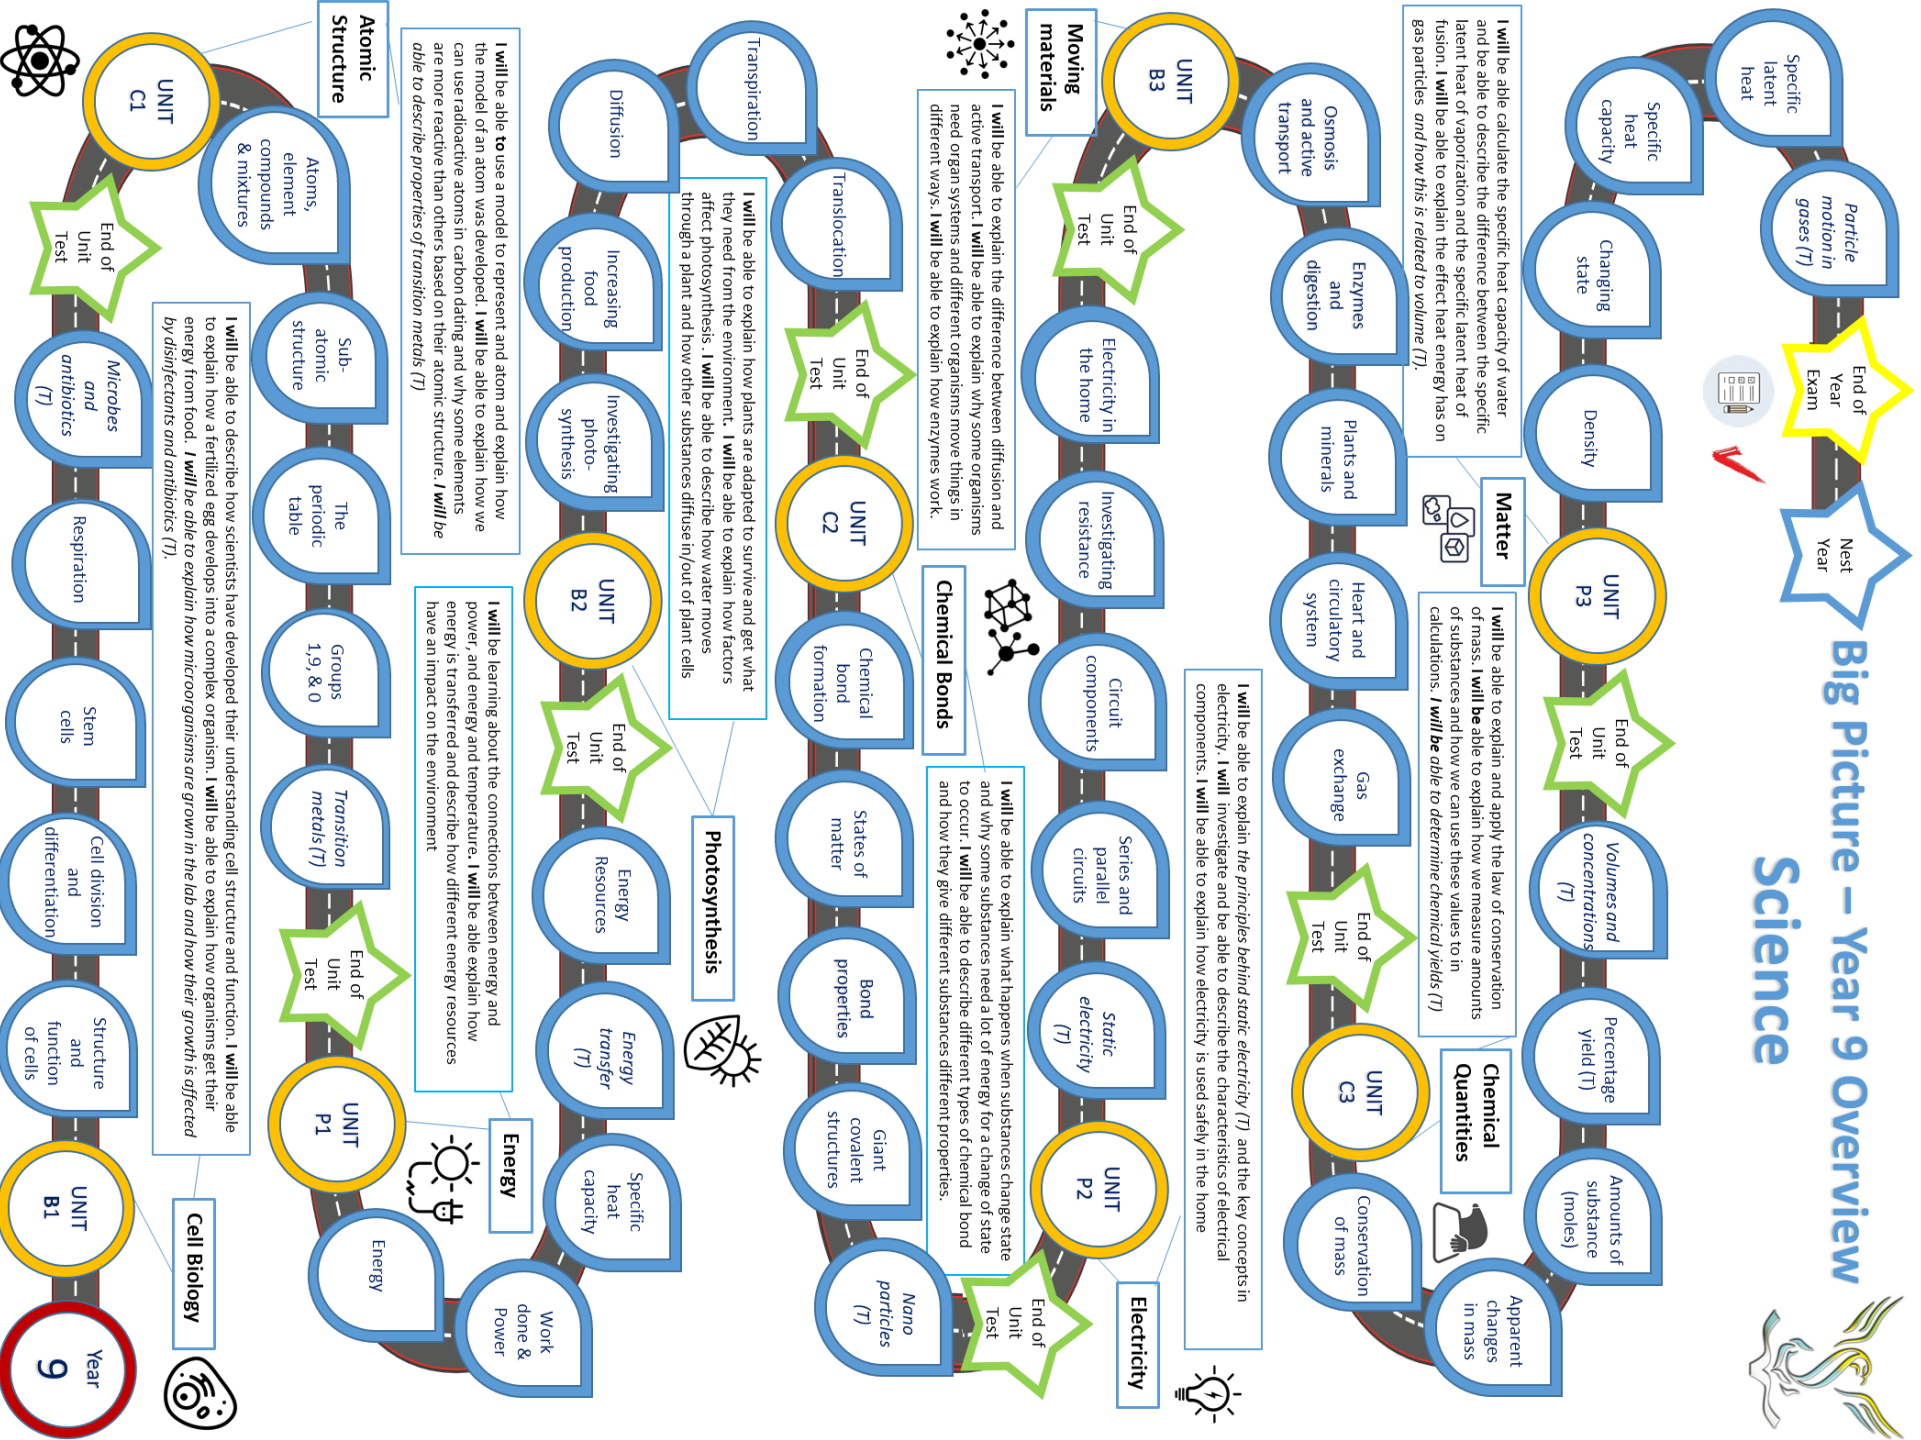 Big Picture – Year 9 Overview
Science
Particle
motion in
gases (T)
End of
Year
Exam
Nest
Year
Specific
latent
heat
Specific
heat
capacity
Changing
state
Density
UNIT
P3
End of
Unit
Test
Volumes and
concentrations
(T)
Percentage
yield (T)
Amounts of
substance
(moles)
Apparent
changes
in mass
Matter
I will be able calculate the specific heat capacity of water
and be able to describe the difference between the specific
latent heat of vaporization and the specific latent heat of
fusion. I will be able to explain the effect heat energy has on
gas particles and how this is related to volume (T).
I will be able to explain and apply the law of conservation
of mass. I will be able to explain how we measure amounts
of substances and how we can use these values to in
calculations. I will be able to determine chemical yields (T)
Chemical
Quantities
Osmosis
and active
transport
Enzymes
and
digestion
Plants and
minerals
Heart and
circulatory
system
Gas
exchange
End of
Unit
Test
UNIT
C3
Conservation
of mass
UNIT
B3
I will be able to explain the principles behind static electricity (T) and the key concepts in
electricity. I will investigate and be able to describe the characteristics of electrical
components. I will be able to explain how electricity is used safely in the home
Electricity
Moving
materials
End of
Unit
Test
Electricity in
the home
Investigating
resistance
Circuit
components
Series and
parallel
circuits
Static
electricity
(T)
UNIT
P2
End of
Unit
Test
I will be able to explain the difference between diffusion and
active transport. I will be able to explain why some organisms
need organ systems and different organisms move things in
different ways. I will be able to explain how enzymes work.
Chemical Bonds
I will be able to explain what happens when substances change state
and why some substances need a lot of energy for a change of state
to occur. I will be able to describe different types of chemical bond
and how they give different substances different properties.
Transpiration
Translocation
End of
Unit
Test
UNIT
C2
Chemical
bond
formation
States of
matter
Bond
properties
Giant
covalent
structures
Nano
particles
(T)
I will be able to explain how plants are adapted to survive and get what
they need from the environment. I will be able to explain how factors
affect photosynthesis. I will be able to describe how water moves
through a plant and how other substances diffuse in/out of plant cells
Photosynthesis
Diffusion
Increasing
food
production
Investigating
photo-
synthesis
UNIT
B2
End of
Unit
Test
Energy
Resources
Energy
transfer
(T)
Specific
heat
capacity
Work
done &
Power
Atomic
Structure
I will be able to use a model to represent and atom and explain how
the model of an atom was developed. I will be able to explain how we
can use radioactive atoms in carbon dating and why some elements
are more reactive than others based on their atomic structure. I will be
able to describe properties of transition metals (T)
I will be learning about the connections between energy and
power, and energy and temperature. I will be able explain how
energy is transferred and describe how different energy resources
have an impact on the environment
Energy
UNIT
C1
Atoms,
element
compounds
& mixtures
Sub-
atomic
structure
The
periodic
table
Groups
1,9, & 0
Transition
metals (T)
End of
Unit
Test
UNIT
P1
Energy
I will be able to describe how scientists have developed their understanding cell structure and function. I will be able
to explain how a fertilized egg develops into a complex organism. I will be able to explain how organisms get their
energy from food. I will be able to explain how microorganisms are grown in the lab and how their growth is affected
by disinfectants and antibiotics (T).
Cell Biology
End of
Unit
Test
Microbes
and
antibiotics
(T)
Respiration
Stem
cells
Cell division
and
differentiation
Structure
and
function
of cells
UNIT
B1
Year
9